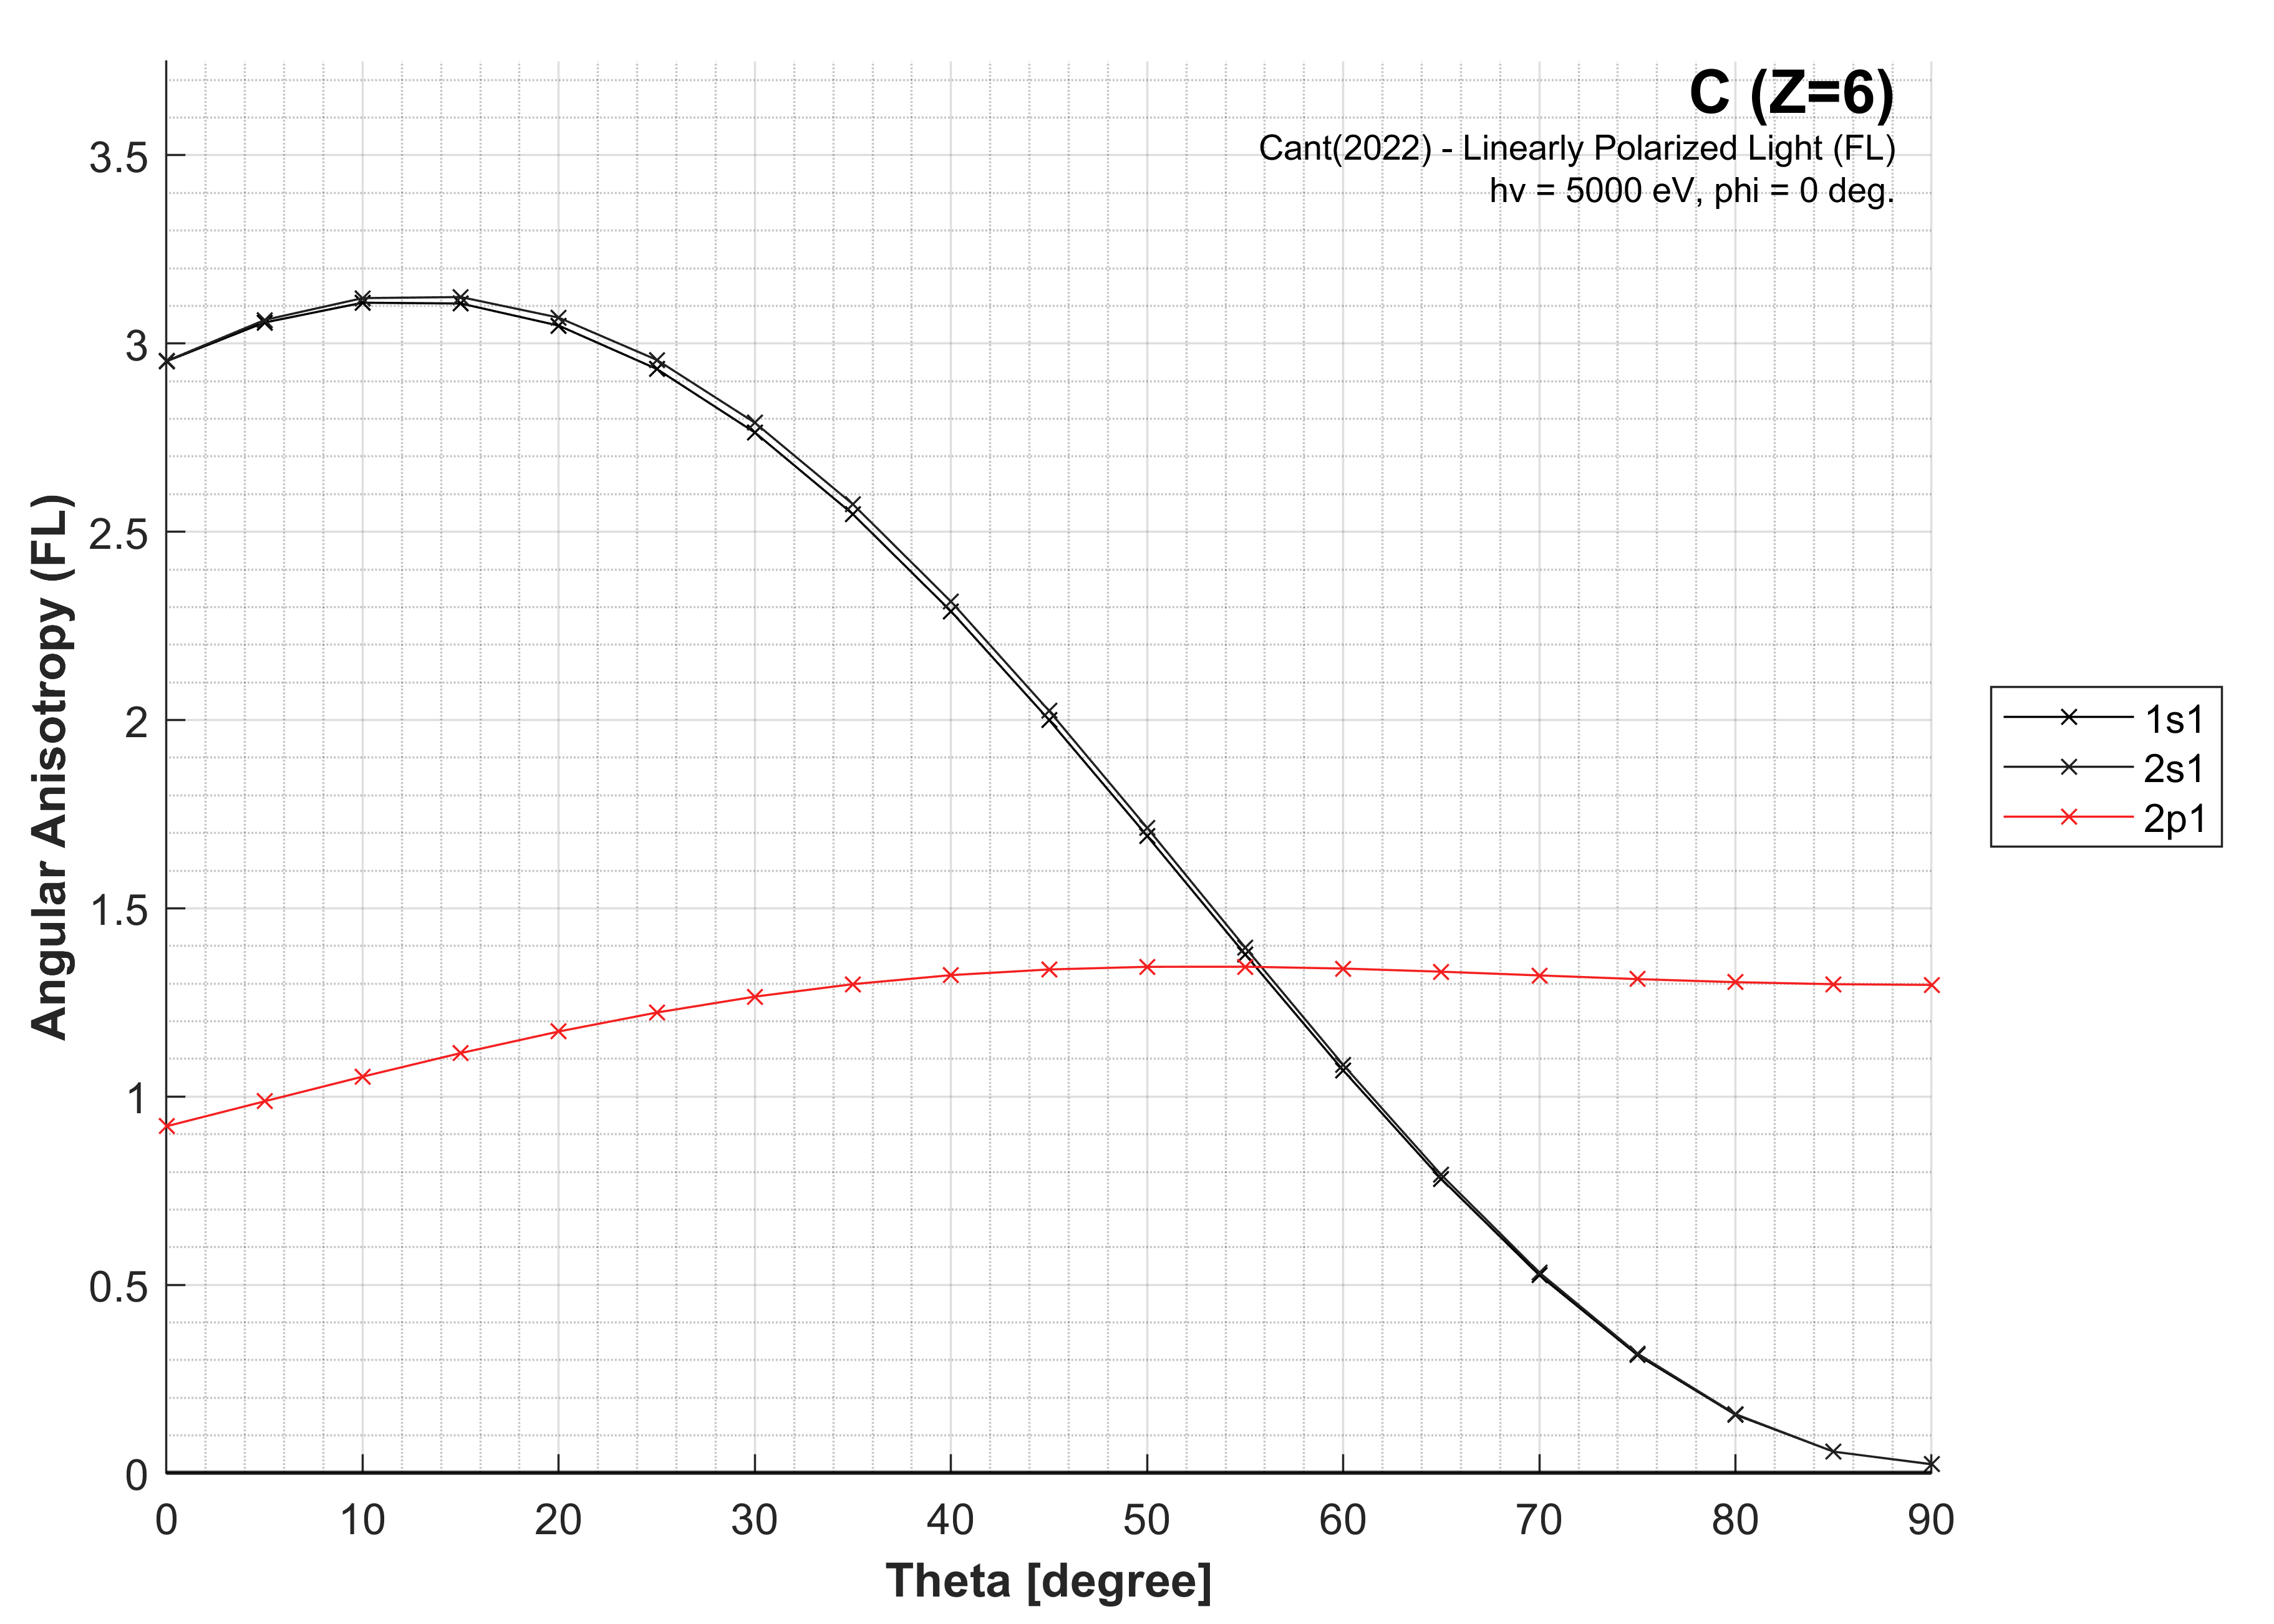 C (Z=6)
Cant(2022) - Linearly Polarized Light (FL)
hv = 5000 eV, phi = 0 deg.
Angular Anisotropy (FL)
3.5
3
2.5
2
1.5
1
0.5
0
0 10 20 30 40 50 60 70 80 90
Theta [degree]
1s1
2s1
2p1